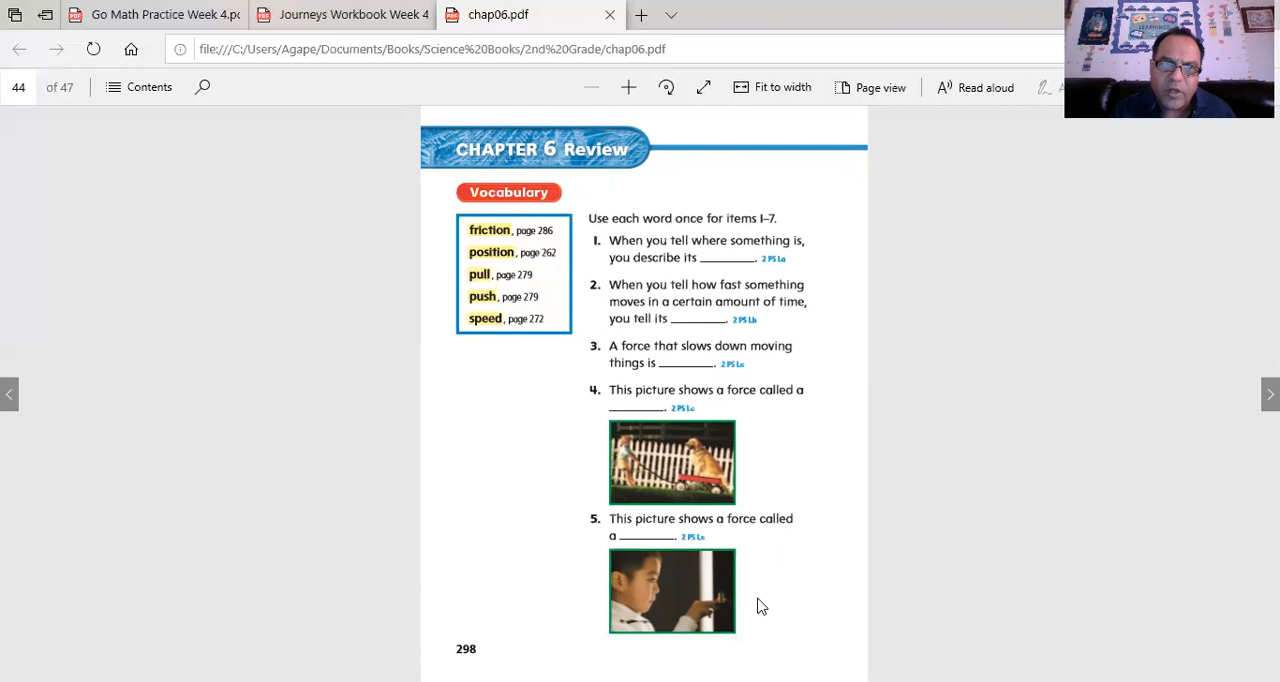 Go Math Practice Week 4.pc
Journeys Workbook Week 4
chap06.pdf
file:///C:/Users/Agape/Documents/Books/Science%20Books/2nd%20Grade/chap06.pdf
44 of 47
Contents
Fit to width
Page view
Read aloud
CHAPTER 6 Review
Vocabulary
friction, page 286
position, page 262
pull, page 279
push, page 279
speed, page 272
Use each word once for items 1–7.
1. When you tell where something is,
you describe its ________. 2 PS 1.a
2. When you tell how fast something
moves in a certain amount of time,
you tell its ________. 2 PS 1.b
3. A force that slows down moving
things is ________. 2 PS 1.c
4. This picture shows a force called a
________. 2 PS 1.c
5. This picture shows a force called
a ________. 2 PS 1.c
298